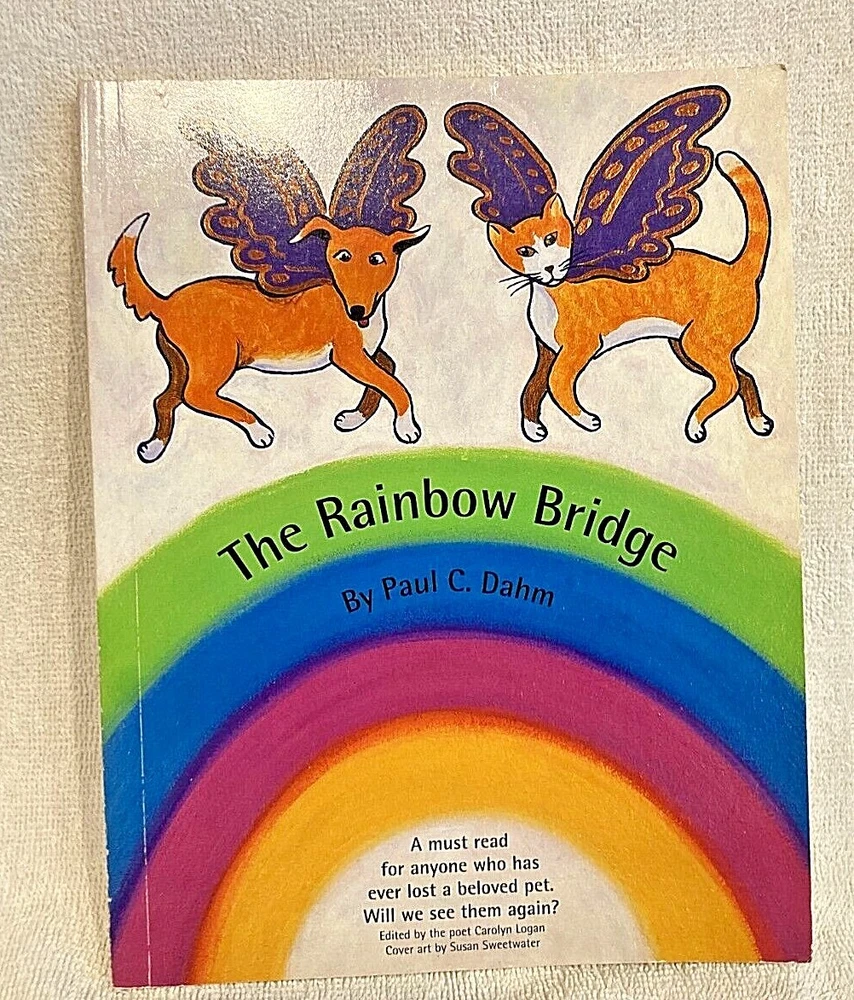 The Rainbow Bridge
By Paul C. Dahm
A must read
for anyone who has
ever lost a beloved pet.
Will we see them again?
Edited by the poet Carolyn Logan
Cover art by Susan Sweetwater